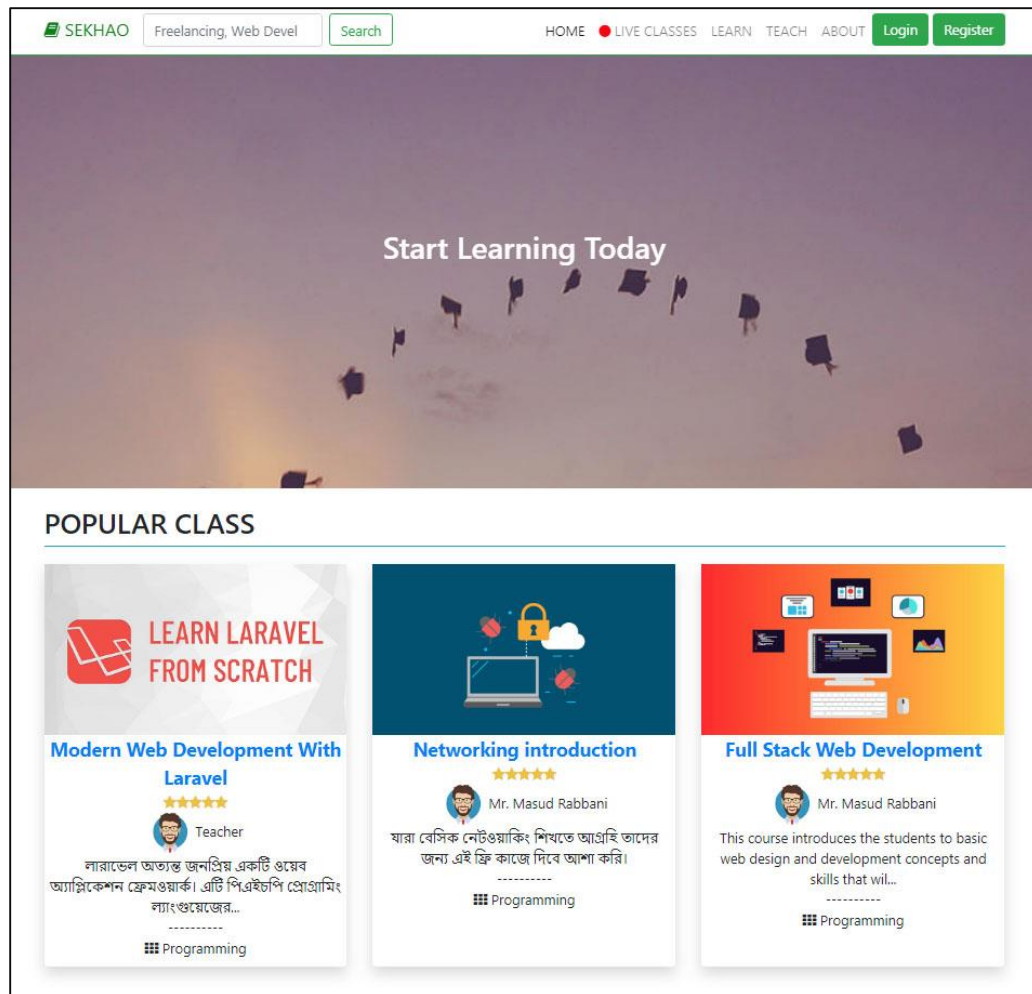 SEKHAO Freelancing, Web Devel Search HOME LIVE CLASSES LEARN TEACH ABOUT Login Register
Start Learning Today
POPULAR CLASS
LEARN LARAVEL
FROM SCRATCH
Modern Web Development With
Laravel
Teacher
লারাভেল অত্যন্ত জনপ্রিয় একটি ওয়েব
অ্যাপ্লিকেশন ফ্রেমওয়ার্ক। এটি পিএইচপি প্রোগ্রামিং
ল্যাংগুয়েজের...
----------
Programming
Networking introduction
Mr. Masud Rabbani
যারা বেসিক নেটওয়াকিং শিখতে আগ্রহি তাদের
জন্য এই ফ্রি কাজে দিবে আশা করি।
----------
Programming
Full Stack Web Development
Mr. Masud Rabbani
This course introduces the students to basic
web design and development concepts and
skills that wil...
----------
Programming